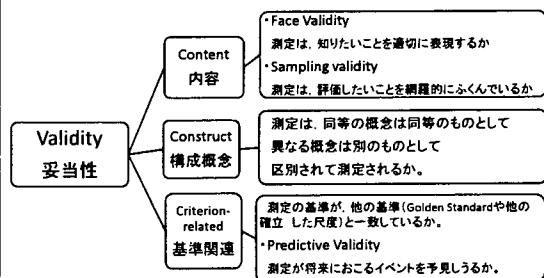 Validity
妥当性
Content
内容
・Face Validity
測定は、知りたいことを適切に表現するか
・Sampling validity
測定は、評価したいことを網羅的にふくんでいるか
Construct
構成概念
測定は、同等の概念は同等のものとして
異なる概念は別のものとして
区別されて測定されるか。
Criterion-
related
基準関連
測定の基準が、他の基準(Golden Standardや他の
確立 した尺度)と一致しているか。
・Predictive Validity
測定が将来におこるイベントを予見しうるか。